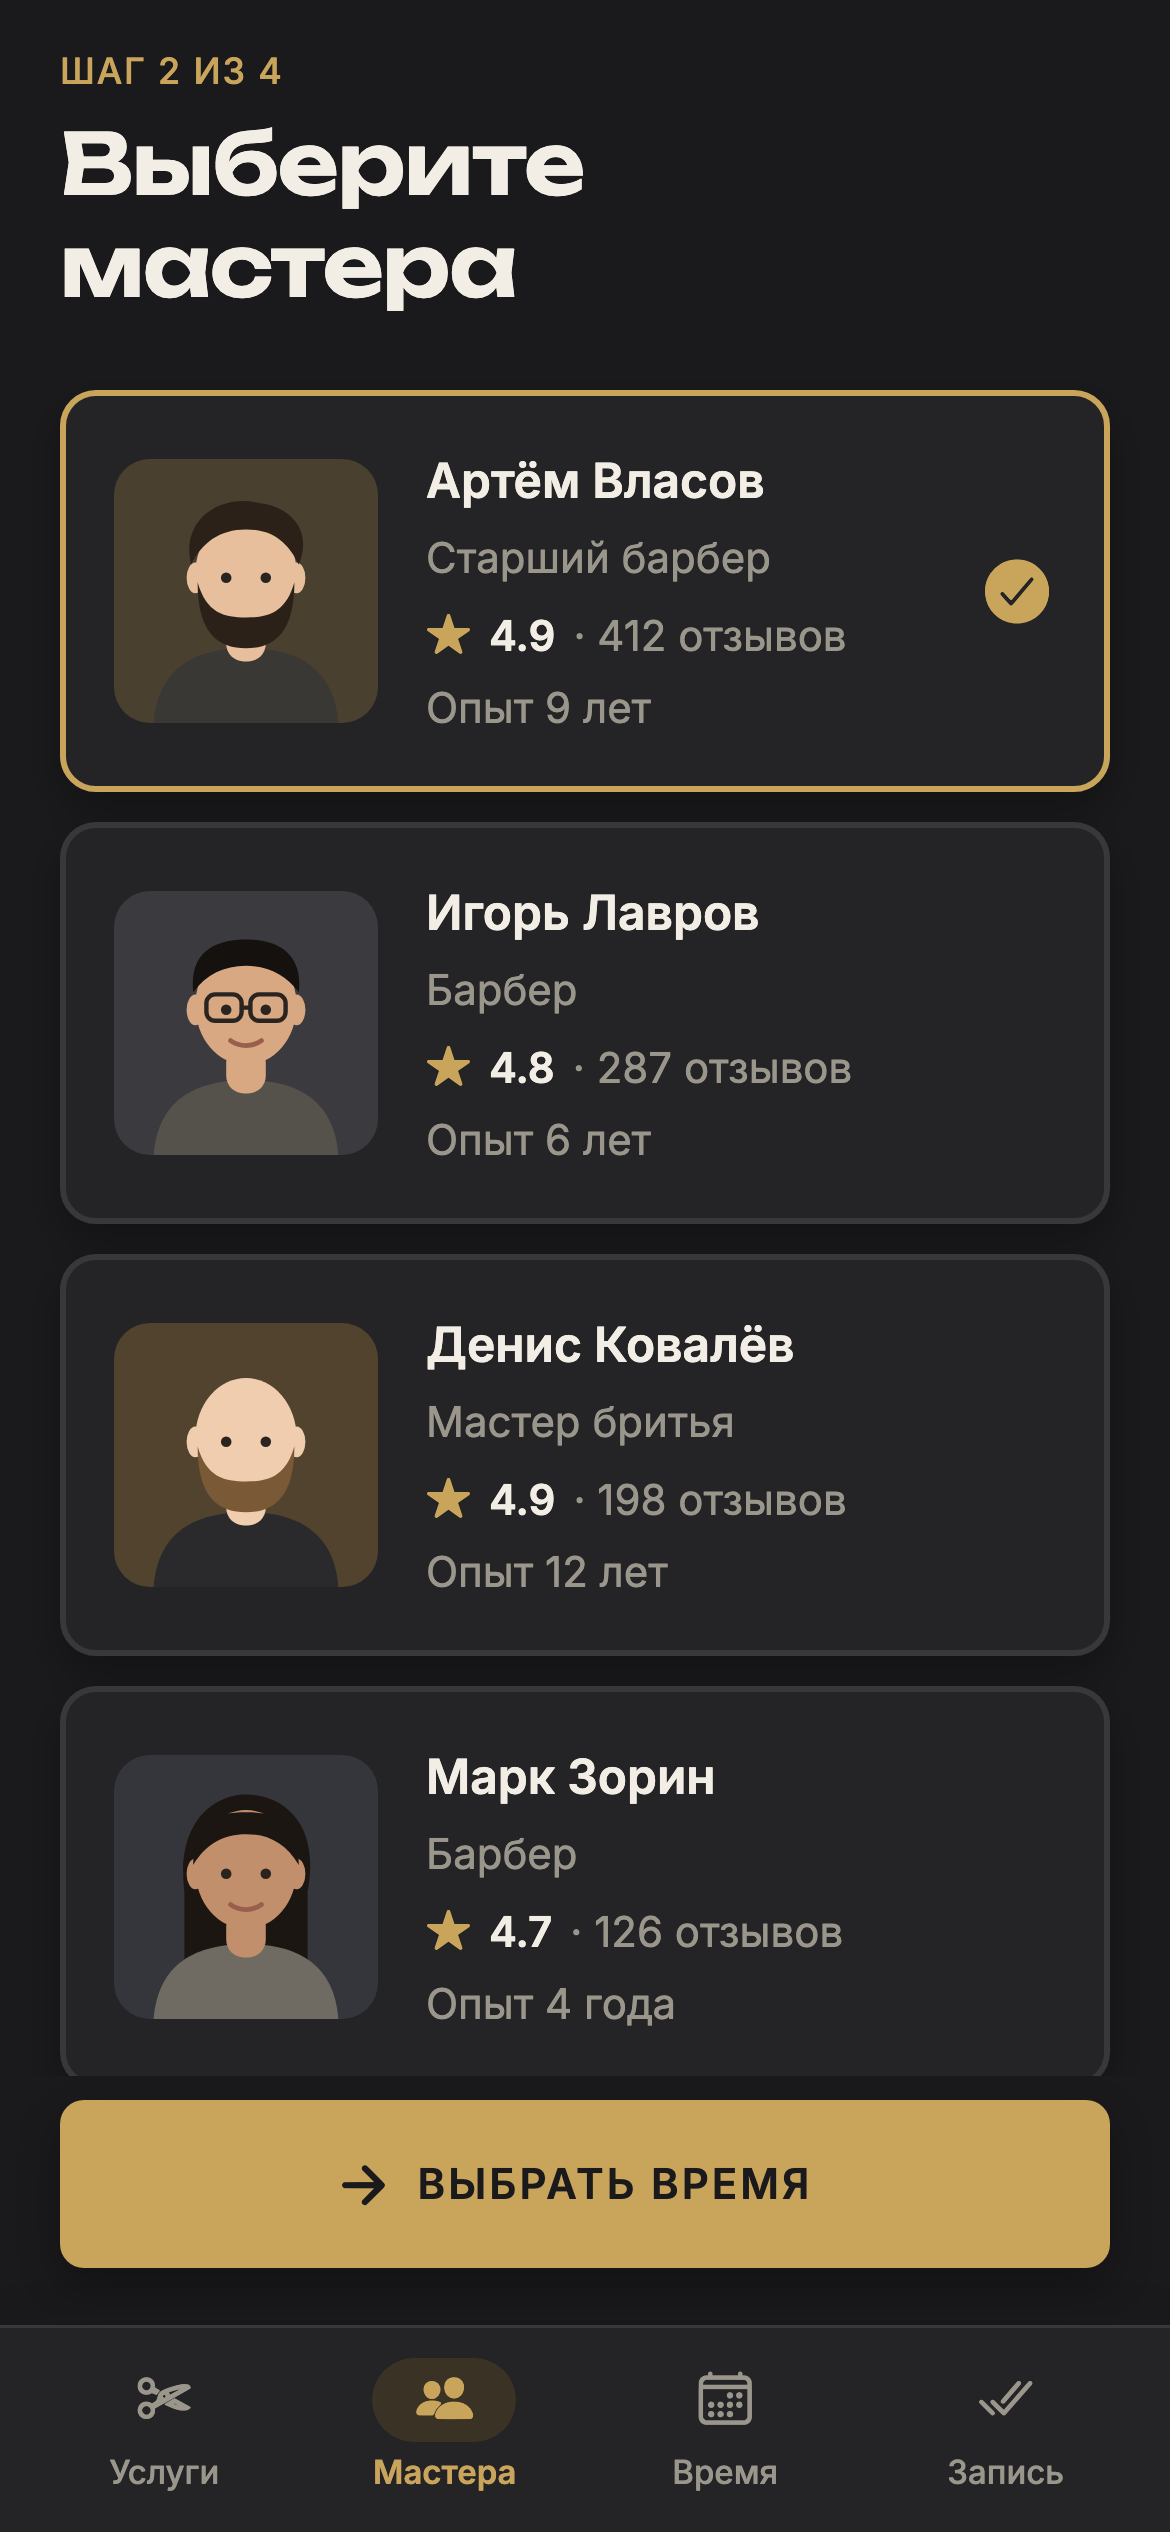 ШАГ 2 ИЗ 4
Выберите
мастера
Артём Власов
Старший барбер
4.9 · 412 отзывов
Опыт 9 лет
Игорь Лавров
Барбер
4.8 · 287 отзывов
Опыт 6 лет
Денис Ковалёв
Мастер бритья
4.9 · 198 отзывов
Опыт 12 лет
Марк Зорин
Барбер
4.7 · 126 отзывов
Опыт 4 года
ВЫБРАТЬ ВРЕМЯ
Услуги Мастера Время Запись